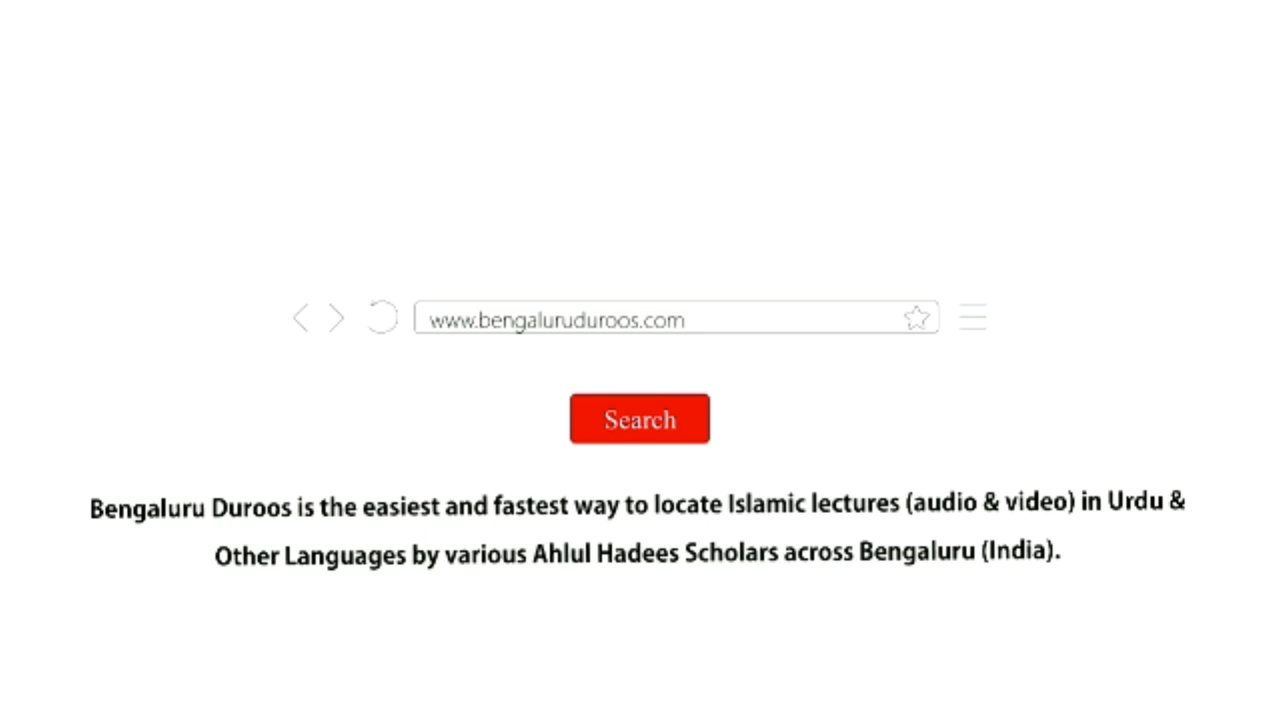 www.bengaluruduroos.com
Search
Bengaluru Duroos is the easiest and fastest way to locate Islamic lectures (audio & video) in Urdu &
Other Languages by various Ahlul Hadees Scholars across Bengaluru (India).